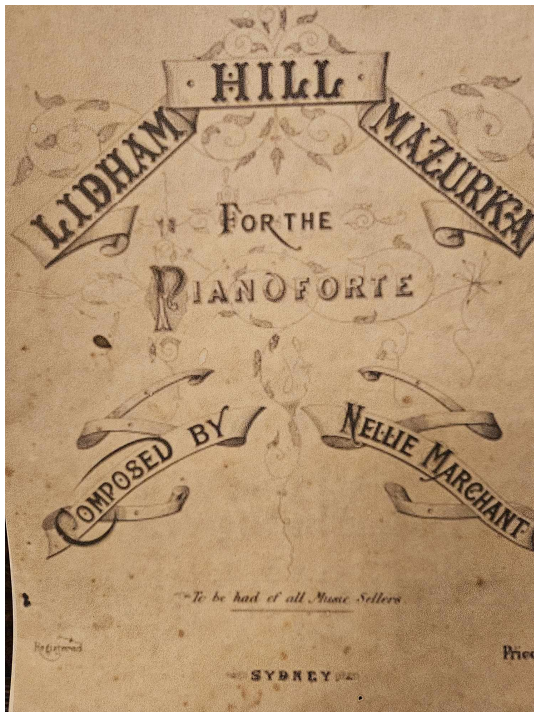 LIDHAM HILL MAZURKA
FOR THE
PIANOFORTE
COMPOSED BY NELLIE MARCHANT
To be had of all Music Sellers
Registered
Price
SYDNEY